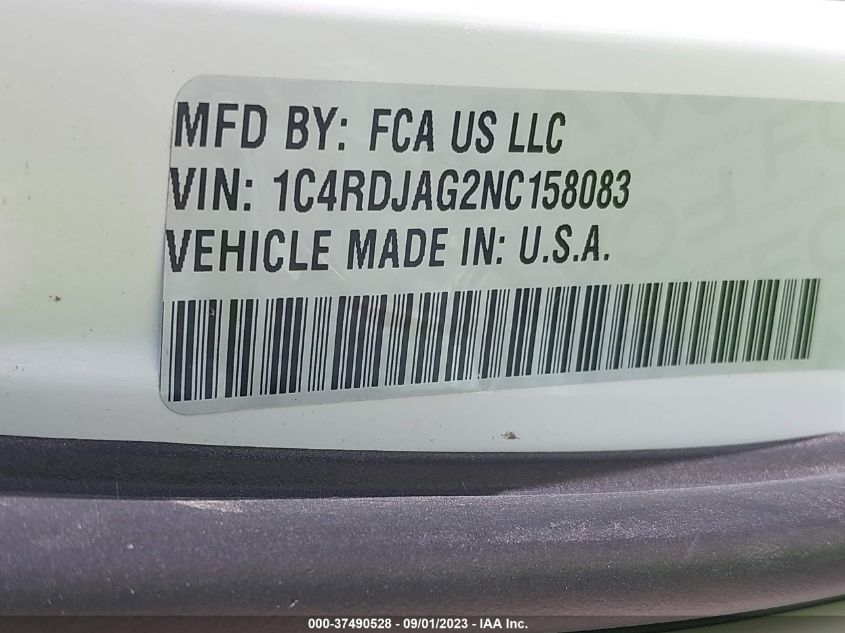 MFD BY: FCA US LLC
VIN: 1C4RDJAG2NC158083
VEHICLE MADE IN: U.S.A.
000-37490528 - 09/01/2023 - IAA Inc.